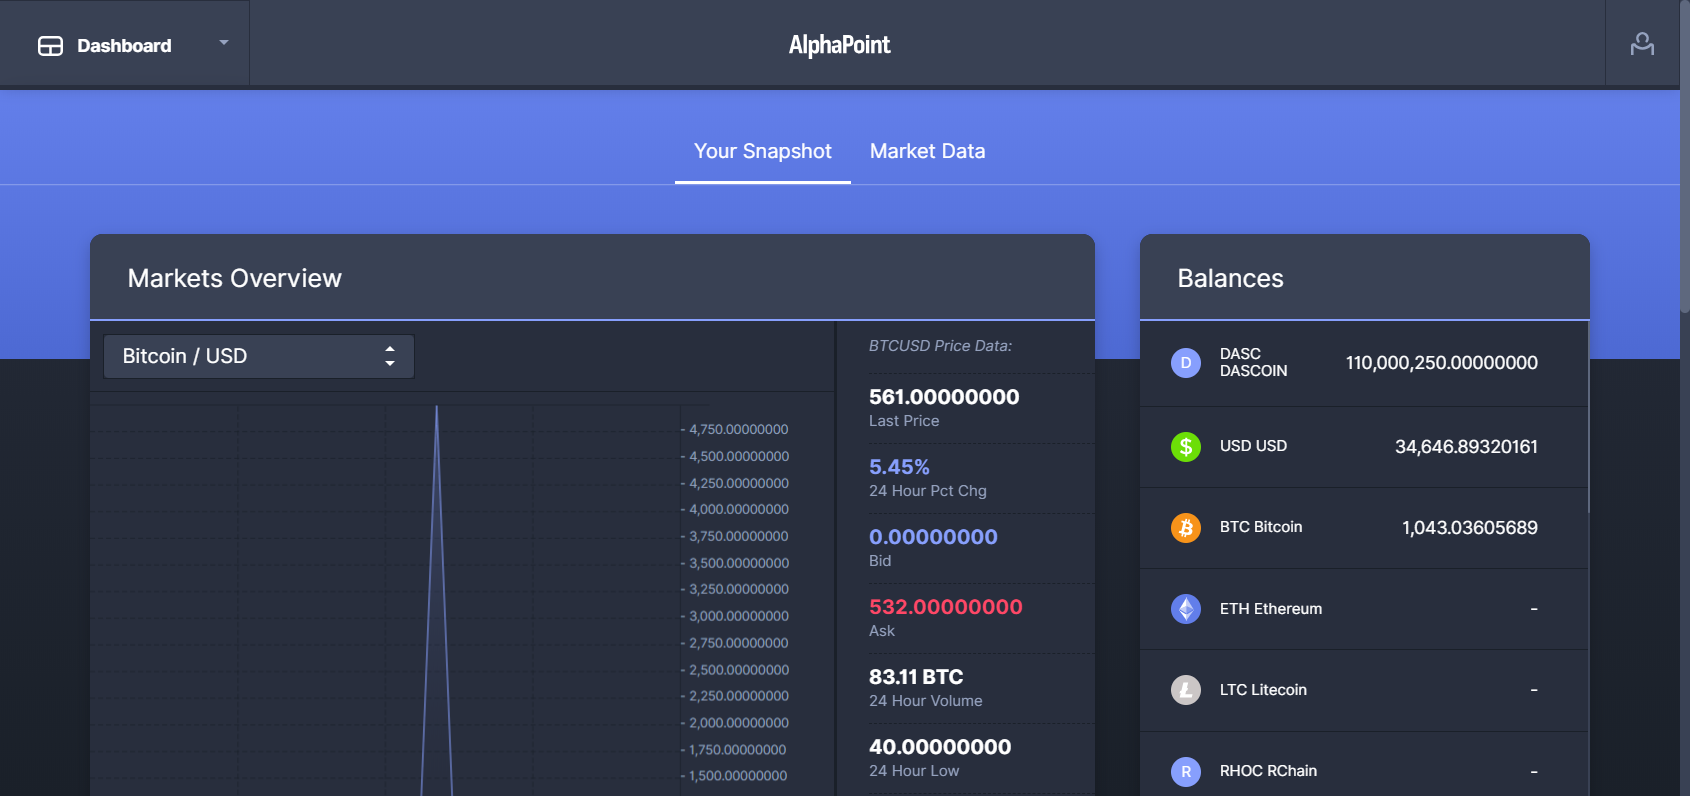 Dashboard
AlphaPoint
Your Snapshot
Market Data
Markets Overview
Bitcoin / USD
4,750.00000000
4,500.00000000
4,250.00000000
4,000.00000000
3,750.00000000
3,500.00000000
3,250.00000000
3,000.00000000
2,750.00000000
2,500.00000000
2,250.00000000
2,000.00000000
1,750.00000000
1,500.00000000
BTCUSD Price Data:
561.00000000
Last Price
5.45%
24 Hour Pct Chg
0.00000000
Bid
532.00000000
Ask
83.11 BTC
24 Hour Volume
40.00000000
24 Hour Low
Balances
D
DASC
DASCOIN
110,000,250.00000000
$
USD USD
34,646.89320161
BTC Bitcoin
1,043.03605689
ETH Ethereum
-
LTC Litecoin
-
R
RHOC RChain
-